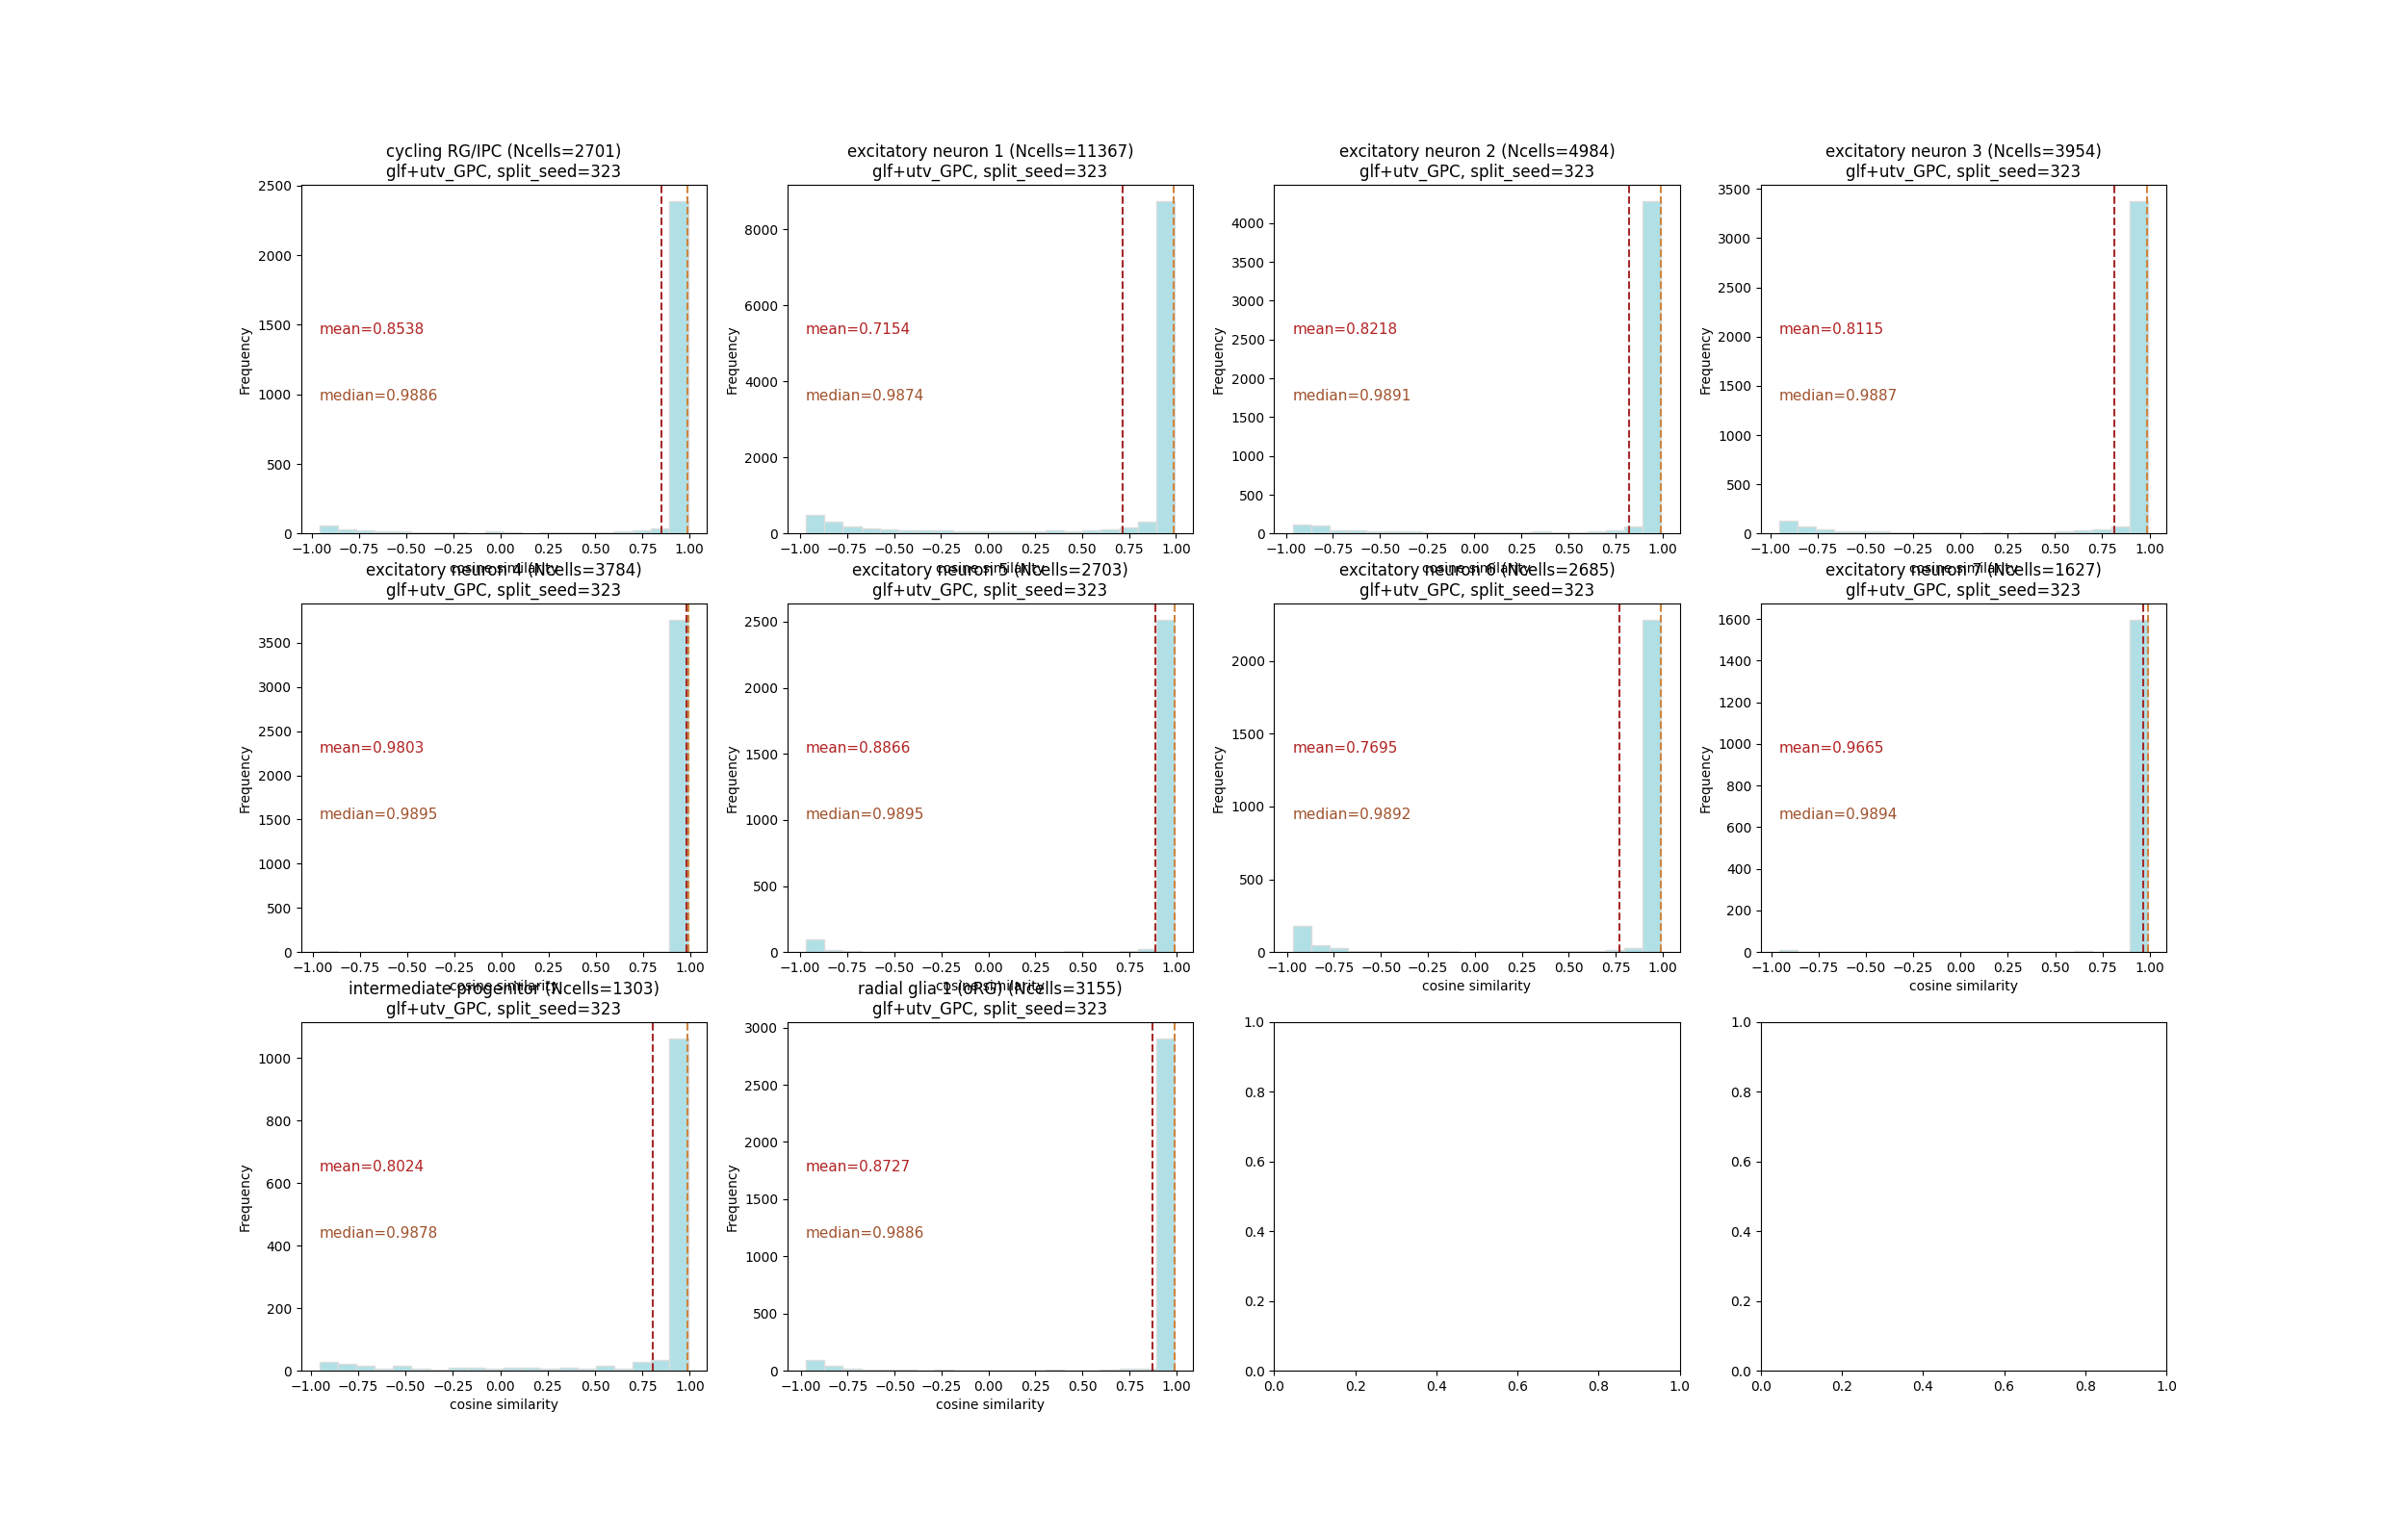 cycling RG/IPC (Ncells=2701)
glf+utv_GPC, split_seed=323
2500
2000
1500
1000
500
0
Frequency
mean=0.8538
median=0.9886
−1.00 −0.75 −0.50 −0.25 0.00 0.25 0.50 0.75 1.00
cosine similarity
excitatory neuron 1 (Ncells=11367)
glf+utv_GPC, split_seed=323
8000
6000
4000
2000
0
Frequency
mean=0.7154
median=0.9874
−1.00 −0.75 −0.50 −0.25 0.00 0.25 0.50 0.75 1.00
cosine similarity
excitatory neuron 2 (Ncells=4984)
glf+utv_GPC, split_seed=323
4000
3500
3000
2500
2000
1500
1000
500
0
Frequency
mean=0.8218
median=0.9891
−1.00 −0.75 −0.50 −0.25 0.00 0.25 0.50 0.75 1.00
cosine similarity
excitatory neuron 3 (Ncells=3954)
glf+utv_GPC, split_seed=323
3500
3000
2500
2000
1500
1000
500
0
Frequency
mean=0.8115
median=0.9887
−1.00 −0.75 −0.50 −0.25 0.00 0.25 0.50 0.75 1.00
cosine similarity
excitatory neuron 4 (Ncells=3784)
glf+utv_GPC, split_seed=323
3500
3000
2500
2000
1500
1000
500
0
Frequency
mean=0.9803
median=0.9895
−1.00 −0.75 −0.50 −0.25 0.00 0.25 0.50 0.75 1.00
cosine similarity
excitatory neuron 5 (Ncells=2703)
glf+utv_GPC, split_seed=323
2500
2000
1500
1000
500
0
Frequency
mean=0.8866
median=0.9895
−1.00 −0.75 −0.50 −0.25 0.00 0.25 0.50 0.75 1.00
cosine similarity
excitatory neuron 6 (Ncells=2685)
glf+utv_GPC, split_seed=323
2000
1500
1000
500
0
Frequency
mean=0.7695
median=0.9892
−1.00 −0.75 −0.50 −0.25 0.00 0.25 0.50 0.75 1.00
cosine similarity
excitatory neuron 7 (Ncells=1627)
glf+utv_GPC, split_seed=323
1600
1400
1200
1000
800
600
400
200
0
Frequency
mean=0.9665
median=0.9894
−1.00 −0.75 −0.50 −0.25 0.00 0.25 0.50 0.75 1.00
cosine similarity
intermediate progenitor (Ncells=1303)
glf+utv_GPC, split_seed=323
1000
800
600
400
200
0
Frequency
mean=0.8024
median=0.9878
−1.00 −0.75 −0.50 −0.25 0.00 0.25 0.50 0.75 1.00
cosine similarity
radial glia 1 (oRG) (Ncells=3155)
glf+utv_GPC, split_seed=323
3000
2500
2000
1500
1000
500
0
Frequency
mean=0.8727
median=0.9886
−1.00 −0.75 −0.50 −0.25 0.00 0.25 0.50 0.75 1.00
cosine similarity
1.0
0.8
0.6
0.4
0.2
0.0
0.0 0.2 0.4 0.6 0.8 1.0
1.0
0.8
0.6
0.4
0.2
0.0
0.0 0.2 0.4 0.6 0.8 1.0